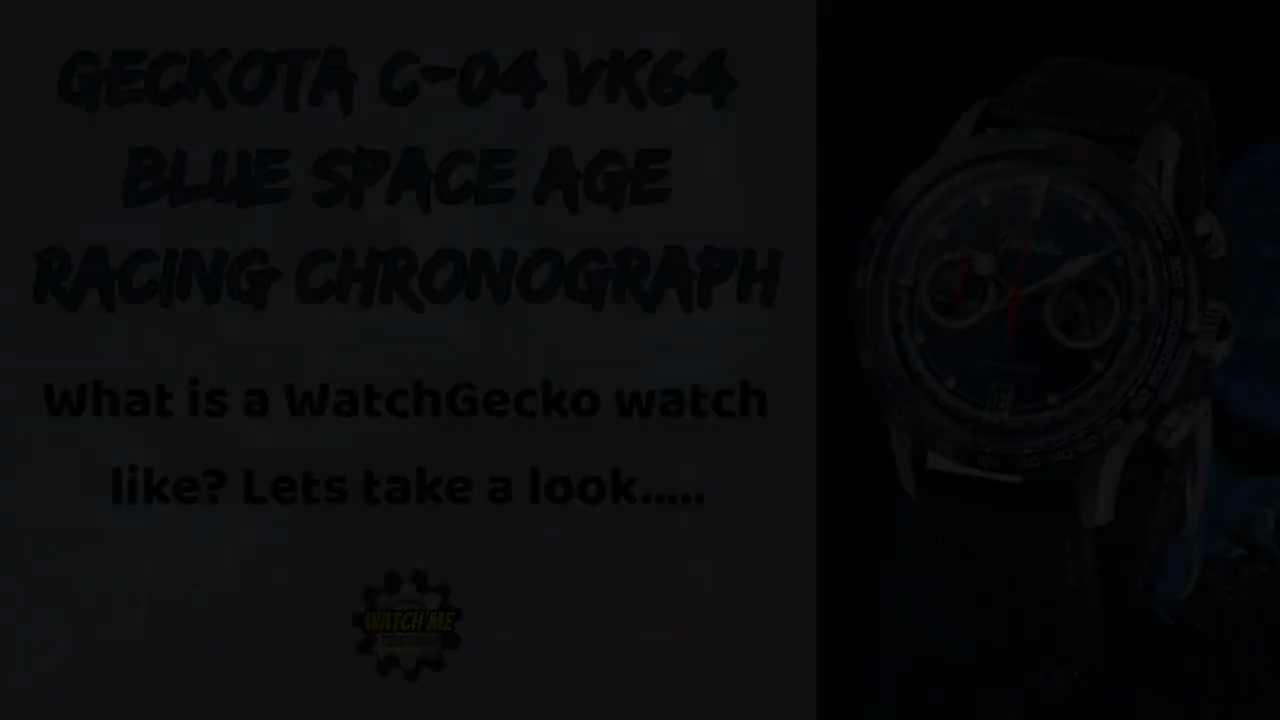 GECKOTA C-04 VK64
BLUE SPACE AGE
RACING CHRONOGRAPH
What is a WatchGecko watch
like? Lets take a look.....
WATCH ME